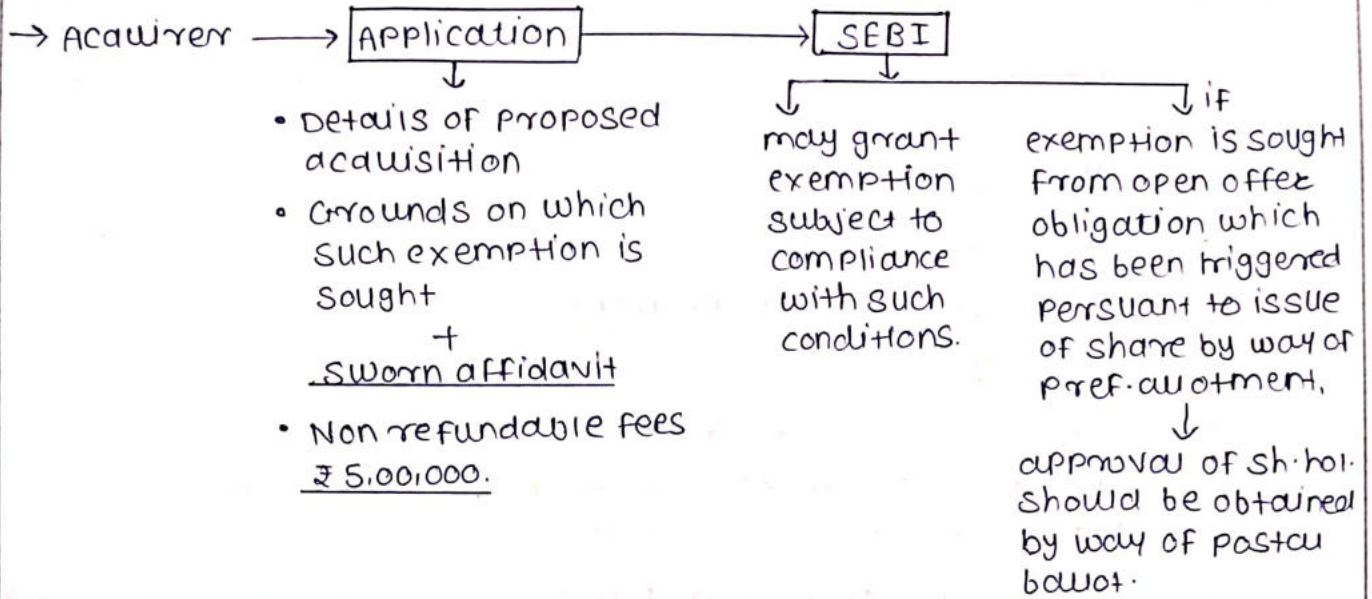 → Acquirer → Application → SEBI
• Details of proposed
acquisition
• Grounds on which
such exemption is
sought
+
sworn affidavit
• Non refundable fees
₹ 5,00,000.
may grant
exemption
subject to
compliance
with such
conditions.
if
exemption is sought
from open offer
obligation which
has been triggered
persuant to issue
of share by way of
pref. allotment.
approval of sh. hol.
should be obtained
by way of postal
ballot.